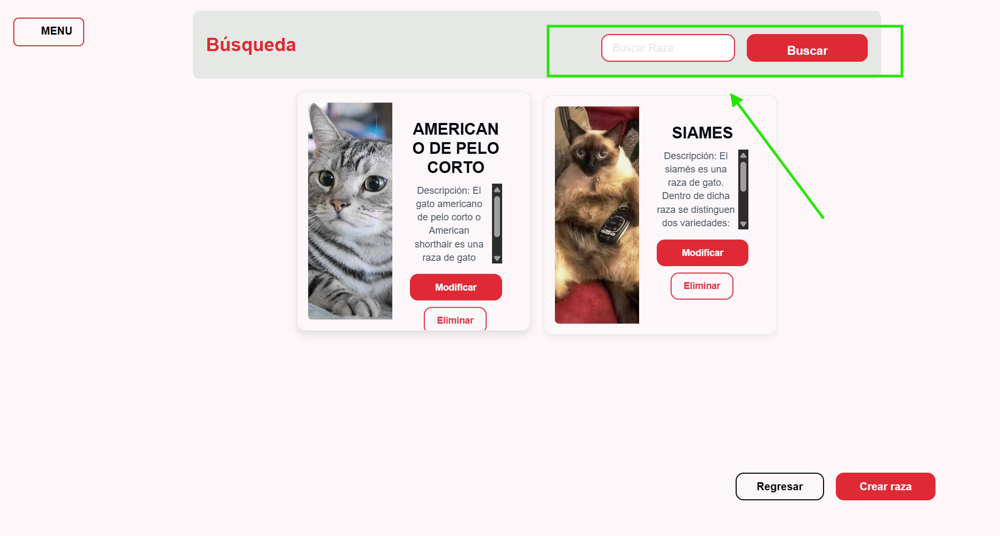 MENU
Búsqueda
Buscar Raza
Buscar
AMERICAN
O DE PELO
CORTO
Descripción: El
gato americano
de pelo corto o
American
shorthair es una
raza de gato
Modificar
Eliminar
SIAMES
Descripción: El
siamés es una
raza de gato.
Dentro de dicha
raza se distinguen
dos variedades:
Modificar
Eliminar
Regresar
Crear raza